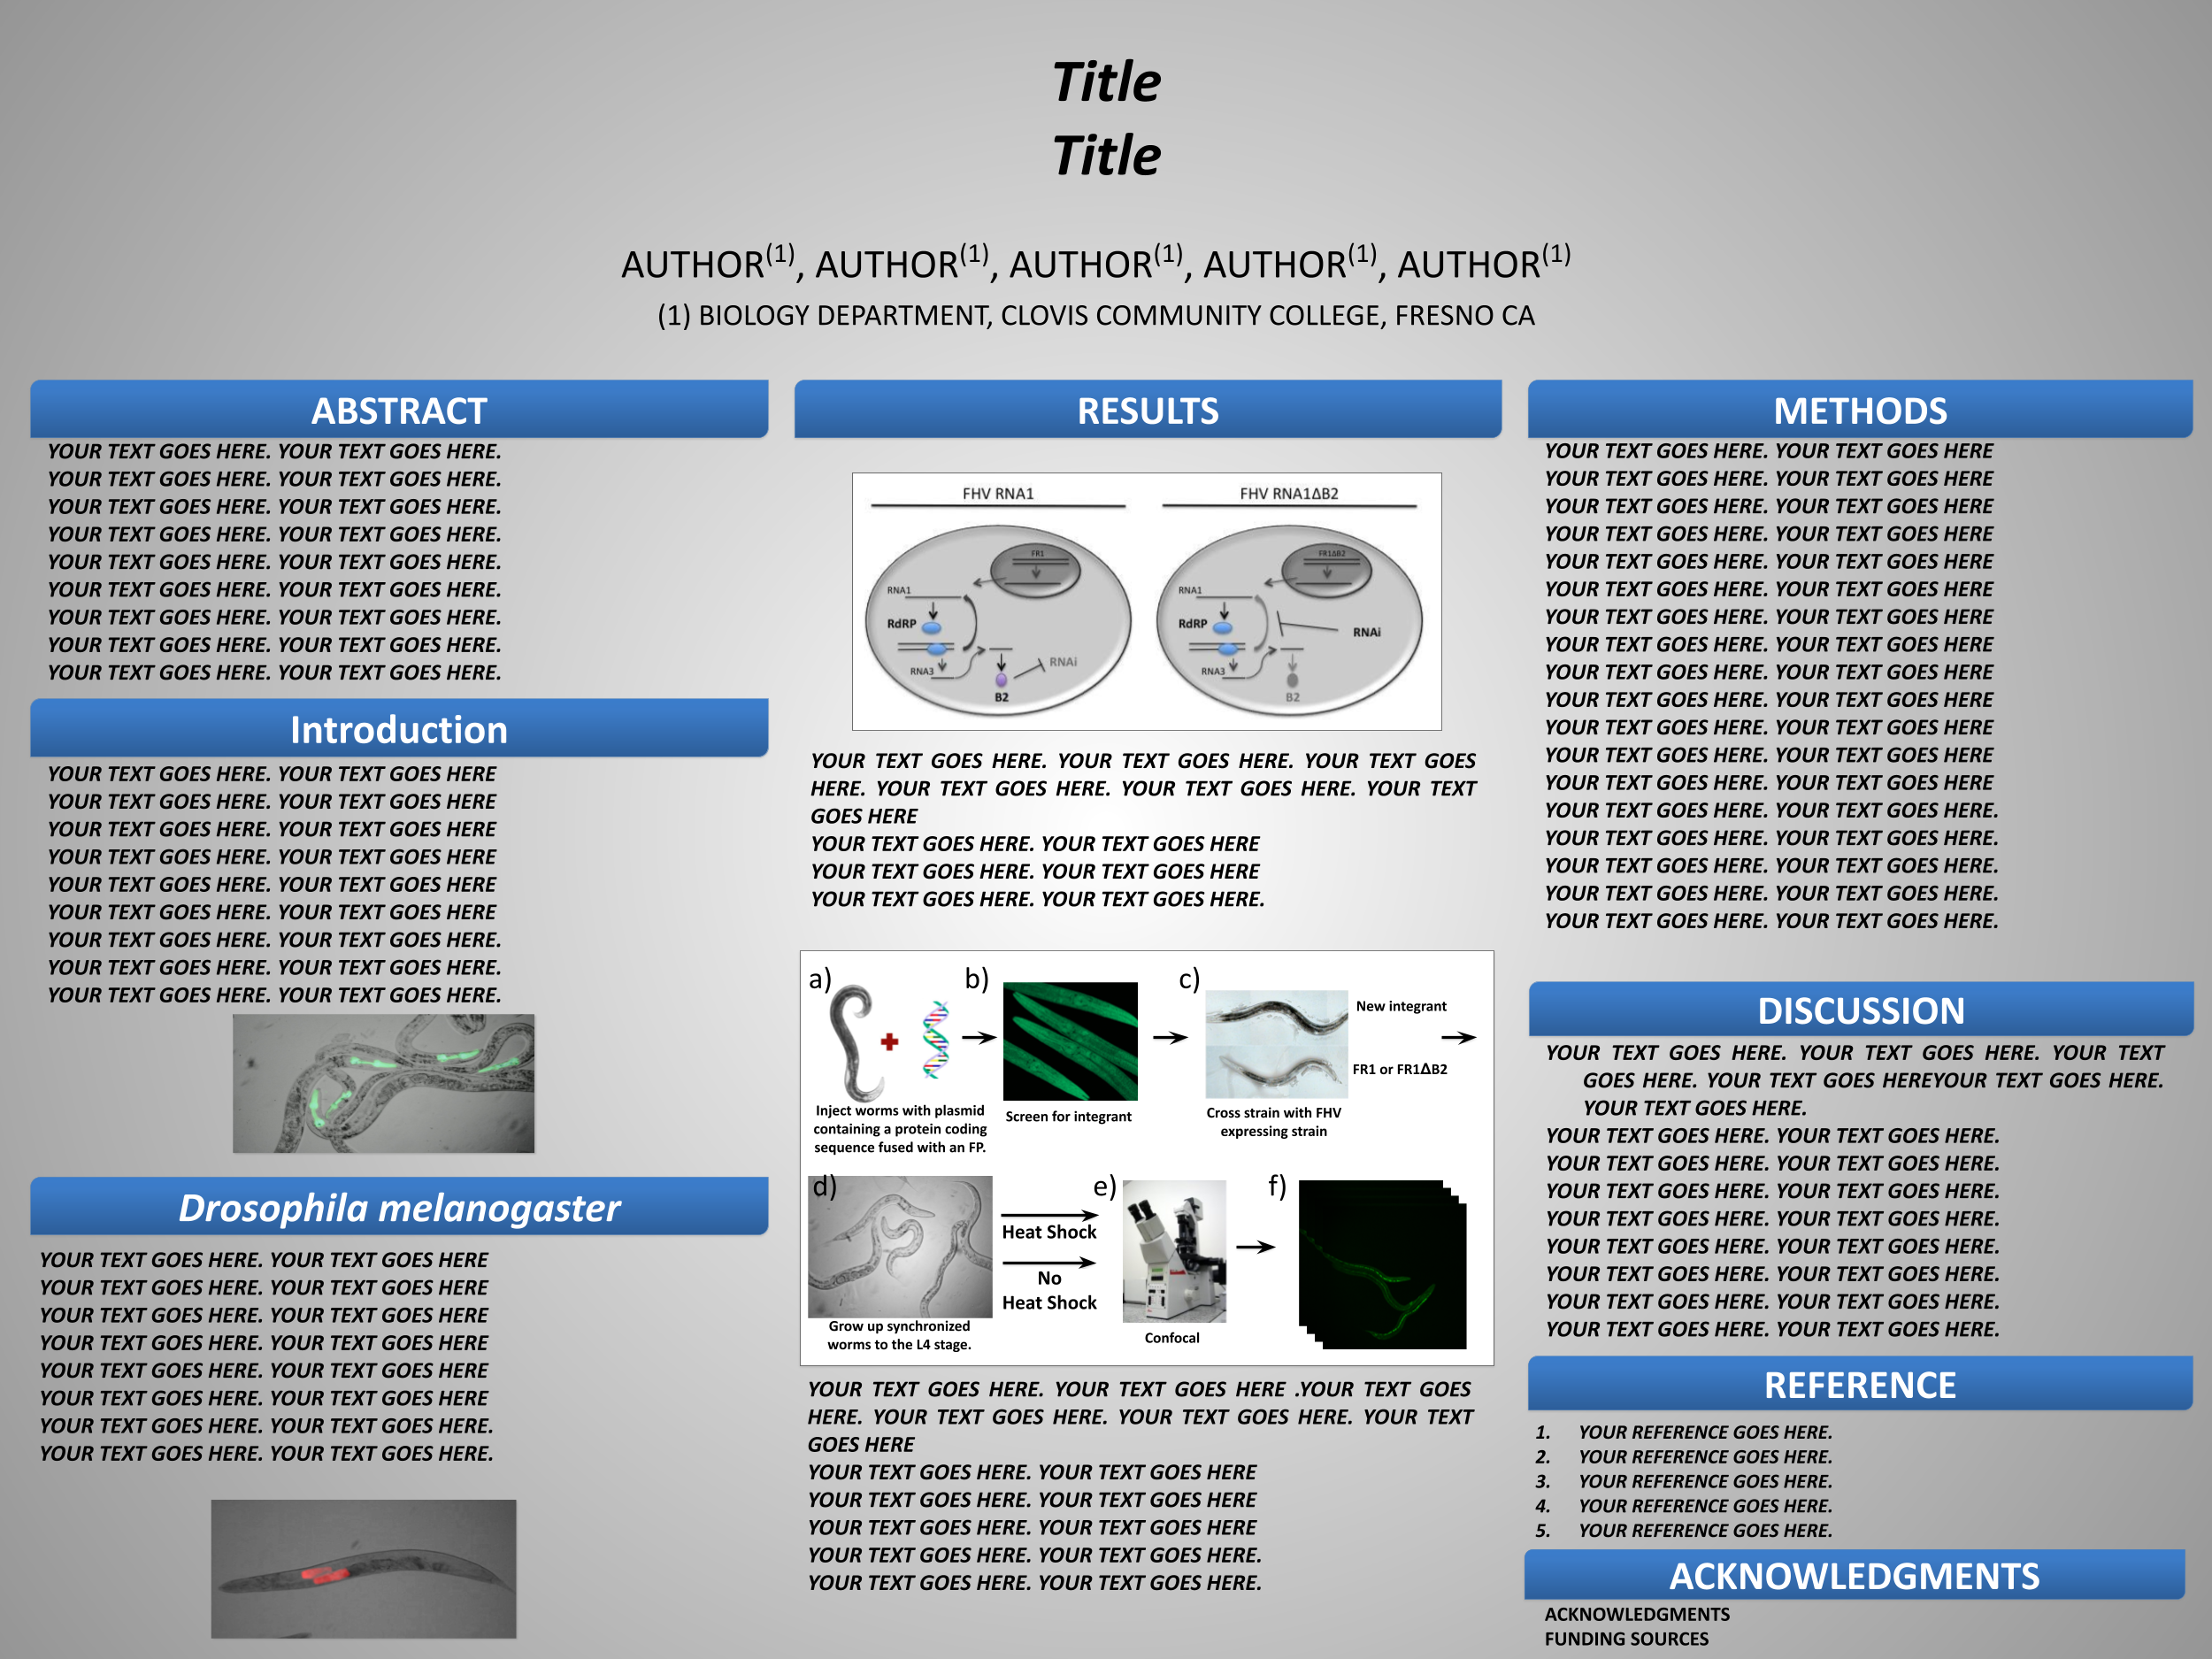 Title
Title
AUTHOR(1), AUTHOR(1), AUTHOR(1), AUTHOR(1), AUTHOR(1)
(1) BIOLOGY DEPARTMENT, CLOVIS COMMUNITY COLLEGE, FRESNO CA
ABSTRACT
YOUR TEXT GOES HERE. YOUR TEXT GOES HERE.
YOUR TEXT GOES HERE. YOUR TEXT GOES HERE.
YOUR TEXT GOES HERE. YOUR TEXT GOES HERE.
YOUR TEXT GOES HERE. YOUR TEXT GOES HERE.
YOUR TEXT GOES HERE. YOUR TEXT GOES HERE.
YOUR TEXT GOES HERE. YOUR TEXT GOES HERE.
YOUR TEXT GOES HERE. YOUR TEXT GOES HERE.
YOUR TEXT GOES HERE. YOUR TEXT GOES HERE.
YOUR TEXT GOES HERE. YOUR TEXT GOES HERE.
Introduction
YOUR TEXT GOES HERE. YOUR TEXT GOES HERE
YOUR TEXT GOES HERE. YOUR TEXT GOES HERE
YOUR TEXT GOES HERE. YOUR TEXT GOES HERE
YOUR TEXT GOES HERE. YOUR TEXT GOES HERE
YOUR TEXT GOES HERE. YOUR TEXT GOES HERE
YOUR TEXT GOES HERE. YOUR TEXT GOES HERE
YOUR TEXT GOES HERE. YOUR TEXT GOES HERE.
YOUR TEXT GOES HERE. YOUR TEXT GOES HERE.
YOUR TEXT GOES HERE. YOUR TEXT GOES HERE.
Drosophila melanogaster
YOUR TEXT GOES HERE. YOUR TEXT GOES HERE
YOUR TEXT GOES HERE. YOUR TEXT GOES HERE
YOUR TEXT GOES HERE. YOUR TEXT GOES HERE
YOUR TEXT GOES HERE. YOUR TEXT GOES HERE
YOUR TEXT GOES HERE. YOUR TEXT GOES HERE
YOUR TEXT GOES HERE. YOUR TEXT GOES HERE
YOUR TEXT GOES HERE. YOUR TEXT GOES HERE.
YOUR TEXT GOES HERE. YOUR TEXT GOES HERE.
RESULTS
FHV RNA1
FR1
RNA1
RdRP
RNA3
RNAi
B2
FHV RNA1ΔB2
FR1ΔB2
RNA1
RdRP
RNAi
RNA3
B2
YOUR TEXT GOES HERE. YOUR TEXT GOES HERE. YOUR TEXT GOES
HERE. YOUR TEXT GOES HERE. YOUR TEXT GOES HERE. YOUR TEXT
GOES HERE
YOUR TEXT GOES HERE. YOUR TEXT GOES HERE
YOUR TEXT GOES HERE. YOUR TEXT GOES HERE
YOUR TEXT GOES HERE. YOUR TEXT GOES HERE.
a)
Inject worms with plasmid
containing a protein coding
sequence fused with an FP.
b)
Screen for integrant
c)
New integrant
FR1 or FR1ΔB2
Cross strain with FHV
expressing strain
d)
Grow up synchronized
worms to the L4 stage.
Heat Shock
No
Heat Shock
e)
Confocal
f)
YOUR TEXT GOES HERE. YOUR TEXT GOES HERE .YOUR TEXT GOES
HERE. YOUR TEXT GOES HERE. YOUR TEXT GOES HERE. YOUR TEXT
GOES HERE
YOUR TEXT GOES HERE. YOUR TEXT GOES HERE
YOUR TEXT GOES HERE. YOUR TEXT GOES HERE
YOUR TEXT GOES HERE. YOUR TEXT GOES HERE
YOUR TEXT GOES HERE. YOUR TEXT GOES HERE.
YOUR TEXT GOES HERE. YOUR TEXT GOES HERE.
METHODS
YOUR TEXT GOES HERE. YOUR TEXT GOES HERE
YOUR TEXT GOES HERE. YOUR TEXT GOES HERE
YOUR TEXT GOES HERE. YOUR TEXT GOES HERE
YOUR TEXT GOES HERE. YOUR TEXT GOES HERE
YOUR TEXT GOES HERE. YOUR TEXT GOES HERE
YOUR TEXT GOES HERE. YOUR TEXT GOES HERE
YOUR TEXT GOES HERE. YOUR TEXT GOES HERE
YOUR TEXT GOES HERE. YOUR TEXT GOES HERE
YOUR TEXT GOES HERE. YOUR TEXT GOES HERE
YOUR TEXT GOES HERE. YOUR TEXT GOES HERE
YOUR TEXT GOES HERE. YOUR TEXT GOES HERE
YOUR TEXT GOES HERE. YOUR TEXT GOES HERE
YOUR TEXT GOES HERE. YOUR TEXT GOES HERE
YOUR TEXT GOES HERE. YOUR TEXT GOES HERE.
YOUR TEXT GOES HERE. YOUR TEXT GOES HERE.
YOUR TEXT GOES HERE. YOUR TEXT GOES HERE.
YOUR TEXT GOES HERE. YOUR TEXT GOES HERE.
YOUR TEXT GOES HERE. YOUR TEXT GOES HERE.
DISCUSSION
YOUR TEXT GOES HERE. YOUR TEXT GOES HERE. YOUR TEXT
GOES HERE. YOUR TEXT GOES HEREYOUR TEXT GOES HERE.
YOUR TEXT GOES HERE.
YOUR TEXT GOES HERE. YOUR TEXT GOES HERE.
YOUR TEXT GOES HERE. YOUR TEXT GOES HERE.
YOUR TEXT GOES HERE. YOUR TEXT GOES HERE.
YOUR TEXT GOES HERE. YOUR TEXT GOES HERE.
YOUR TEXT GOES HERE. YOUR TEXT GOES HERE.
YOUR TEXT GOES HERE. YOUR TEXT GOES HERE.
YOUR TEXT GOES HERE. YOUR TEXT GOES HERE.
YOUR TEXT GOES HERE. YOUR TEXT GOES HERE.
REFERENCE
1. YOUR REFERENCE GOES HERE.
2. YOUR REFERENCE GOES HERE.
3. YOUR REFERENCE GOES HERE.
4. YOUR REFERENCE GOES HERE.
5. YOUR REFERENCE GOES HERE.
ACKNOWLEDGMENTS
ACKNOWLEDGMENTS
FUNDING SOURCES